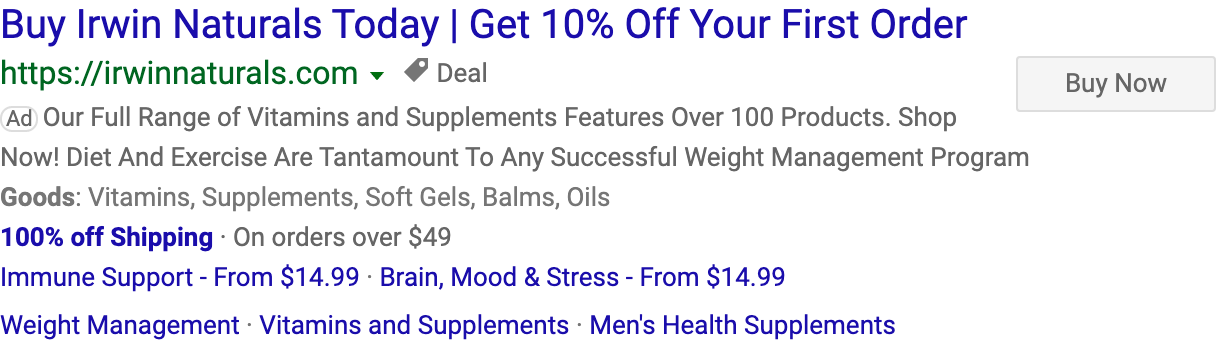 Buy Irwin Naturals Today | Get 10% Off Your First Order
https://irwinnaturals.com Deal
Buy Now
Ad Our Full Range of Vitamins and Supplements Features Over 100 Products. Shop
Now! Diet And Exercise Are Tantamount To Any Successful Weight Management Program
Goods: Vitamins, Supplements, Soft Gels, Balms, Oils
100% off Shipping · On orders over $49
Immune Support - From $14.99 · Brain, Mood & Stress - From $14.99
Weight Management · Vitamins and Supplements · Men's Health Supplements